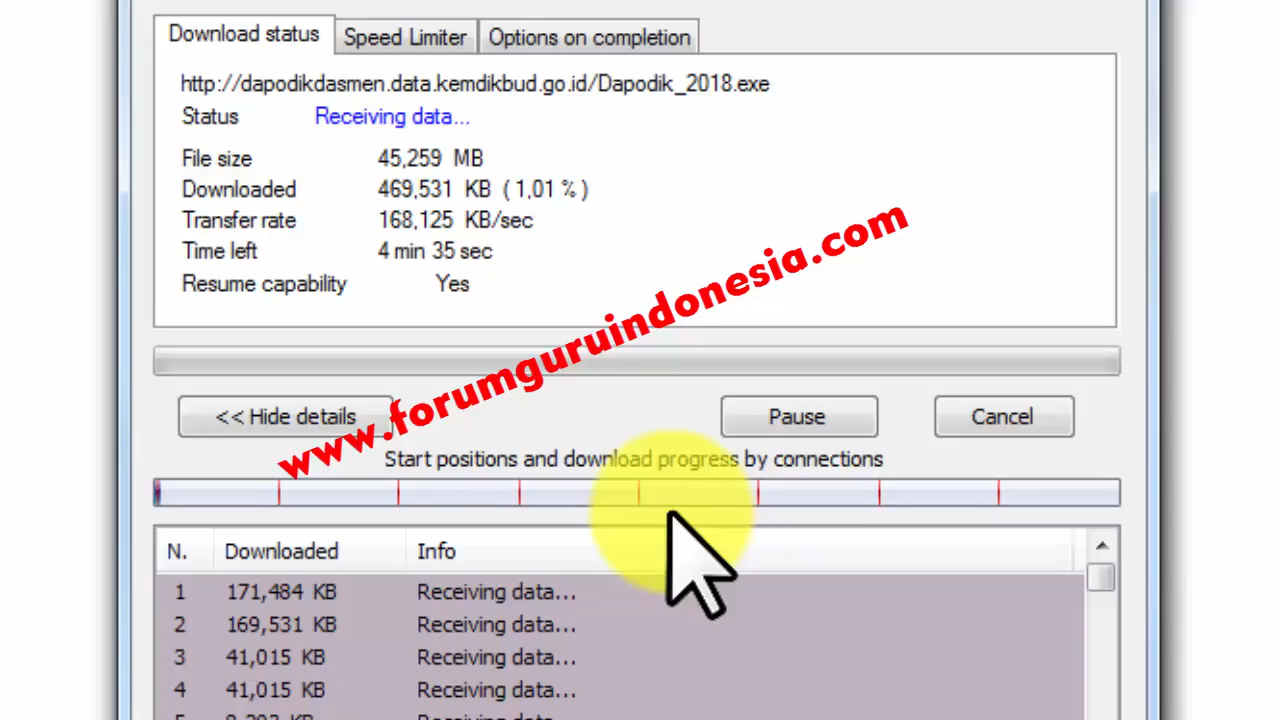 Download status Speed Limiter Options on completion
http://dapodikdasmen.data.kemdikbud.go.id/Dapodik_2018.exe
Status Receiving data...
File size 45,259 MB
Downloaded 469,531 KB ( 1,01 % )
Transfer rate 168,125 KB/sec
Time left 4 min 35 sec
Resume capability Yes
www.forumguruindonesia.com
<< Hide details Pause Cancel
Start positions and download progress by connections
N. Downloaded Info
1 171,484 KB Receiving data...
2 169,531 KB Receiving data...
3 41,015 KB Receiving data...
4 41,015 KB Receiving data...